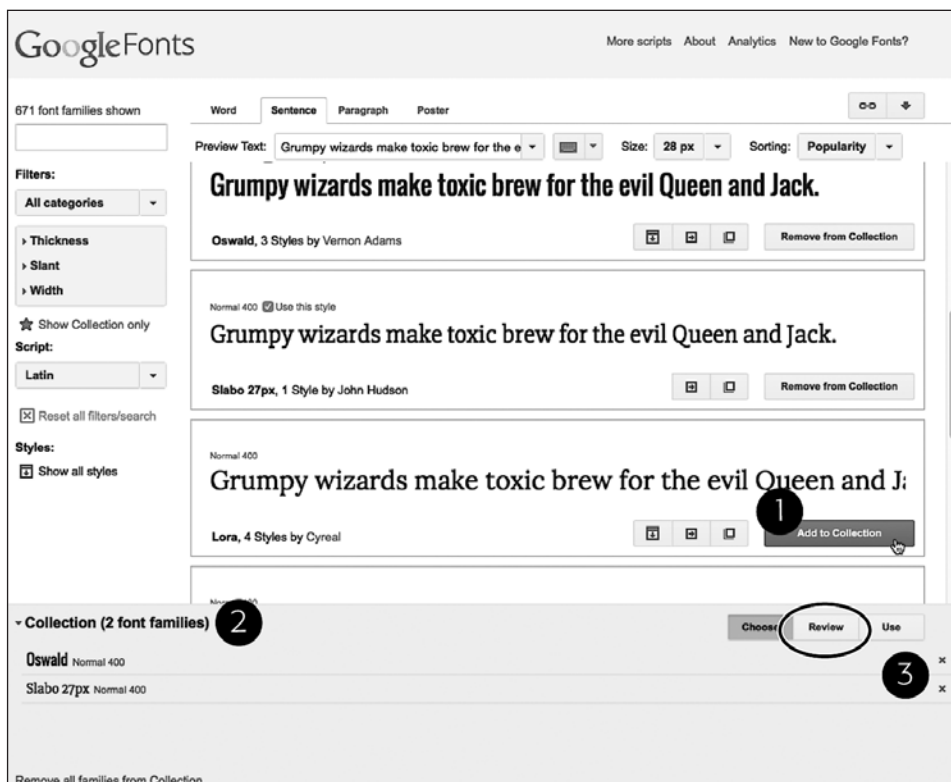 GoogleFonts
More scripts About Analytics New to Google Fonts?
671 font families shown
Word Sentence Paragraph Poster
Preview Text: Grumpy wizards make toxic brew for the e Size: 28 px Sorting: Popularity
Filters:
All categories
Thickness
Slant
Width
Show Collection only
Script:
Latin
Reset all filters/search
Styles:
Show all styles
Grumpy wizards make toxic brew for the evil Queen and Jack.
Oswald, 3 Styles by Vernon Adams Remove from Collection
Normal 400 Use this style
Grumpy wizards make toxic brew for the evil Queen and Jack.
Slabo 27px, 1 Style by John Hudson Remove from Collection
Normal 400
Grumpy wizards make toxic brew for the evil Queen and Ja
1
Lora, 4 Styles by Cyreal Add to Collection
Normal 400
Collection (2 font families) 2 Choose Review Use
Oswald Normal 400 x
3
Slabo 27px Normal 400 x
Remove all families from Collection